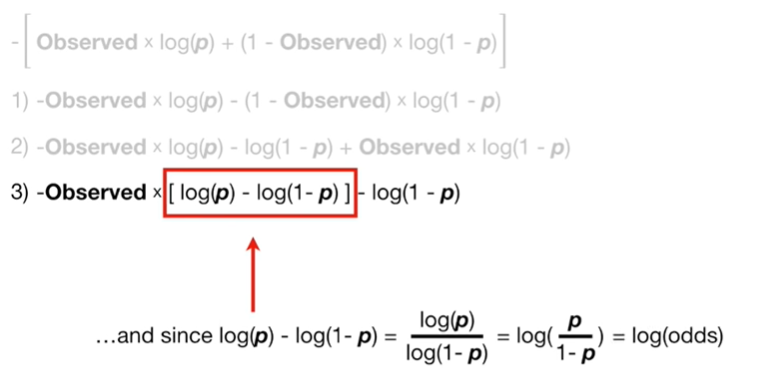 -[ Observed × log(p) + (1 - Observed) × log(1 - p)]
1) -Observed × log(p) - (1 - Observed) × log(1 - p)
2) -Observed × log(p) - log(1 - p) + Observed × log(1 - p)
3) -Observed × [ log(p) - log(1- p) ] - log(1 - p)
...and since log(p) - log(1- p) = log(p) / log(1- p) = log( p / 1- p ) = log(odds)